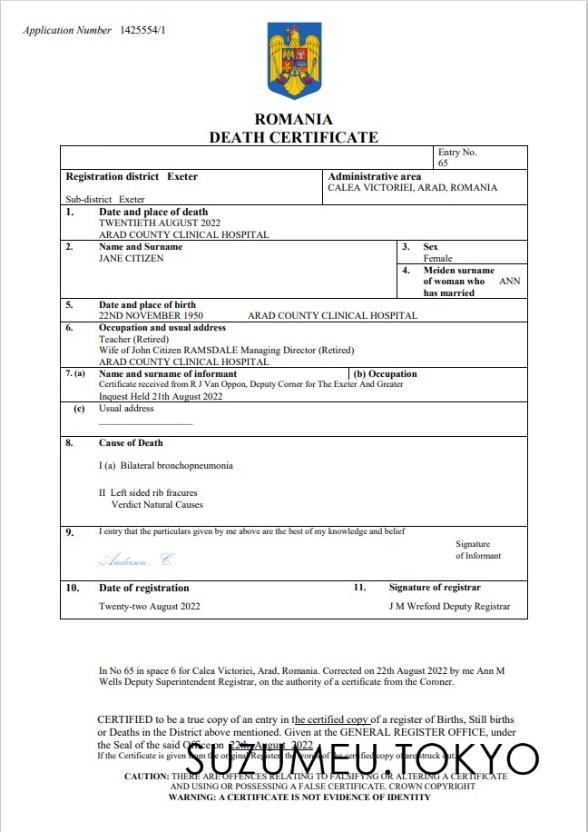 Application Number 1425554/1
ROMANIA
DEATH CERTIFICATE
Entry No.
65
Registration district Exeter
Sub-district Exeter
Administrative area
CALEA VICTORIEI, ARAD, ROMANIA
1. Date and place of death
TWENTIETH AUGUST 2022
ARAD COUNTY CLINICAL HOSPITAL
2. Name and Surname
JANE CITIZEN
3. Sex
Female
4. Meiden surname
of woman who ANN
has married
5. Date and place of birth
22ND NOVEMBER 1950 ARAD COUNTY CLINICAL HOSPITAL
6. Occupation and usual address
Teacher (Retired)
Wife of John Citizen RAMSDALE Managing Director (Retired)
ARAD COUNTY CLINICAL HOSPITAL
7. (a) Name and surname of informant (b) Occupation
Certificate received from R J Van Oppon, Deputy Corner for The Exeter And Greater
Inquest Held 21th August 2022
(c) Usual address
8. Cause of Death
I (a) Bilateral bronchopneumonia
II Left sided rib fracures
Verdict Natural Causes
9. I entry that the particulars given by me above are the best of my knowledge and belief
Anderson . C.
Signature
of Informant
10. Date of registration
Twenty-two August 2022
11. Signature of registrar
J M Wreford Deputy Registrar
In No 65 in space 6 for Calea Victoriei, Arad, Romania. Corrected on 22th August 2022 by me Ann M
Wells Deputy Superintendent Registrar, on the authority of a certificate from the Coroner.
CERTIFIED to be a true copy of an entry in the certified copy of a register of Births, Still births
or Deaths in the District above mentioned. Given at the GENERAL REGISTER OFFICE, under
the Seal of the said Office on 22th August 2022
If the Certificate is given from the original Register, the words of the certified copy of are struck out.
SUZUMEU.TOKYO
CAUTION: THERE ARE OFFENCES RELATING TO FALSIFYNG OR ALTERING A CERTIFICATE
AND USING OR POSSESSING A FALSE CERTIFICATE. CROWN COPYRIGHT
WARNING: A CERTIFICATE IS NOT EVIDENCE OF IDENTITY